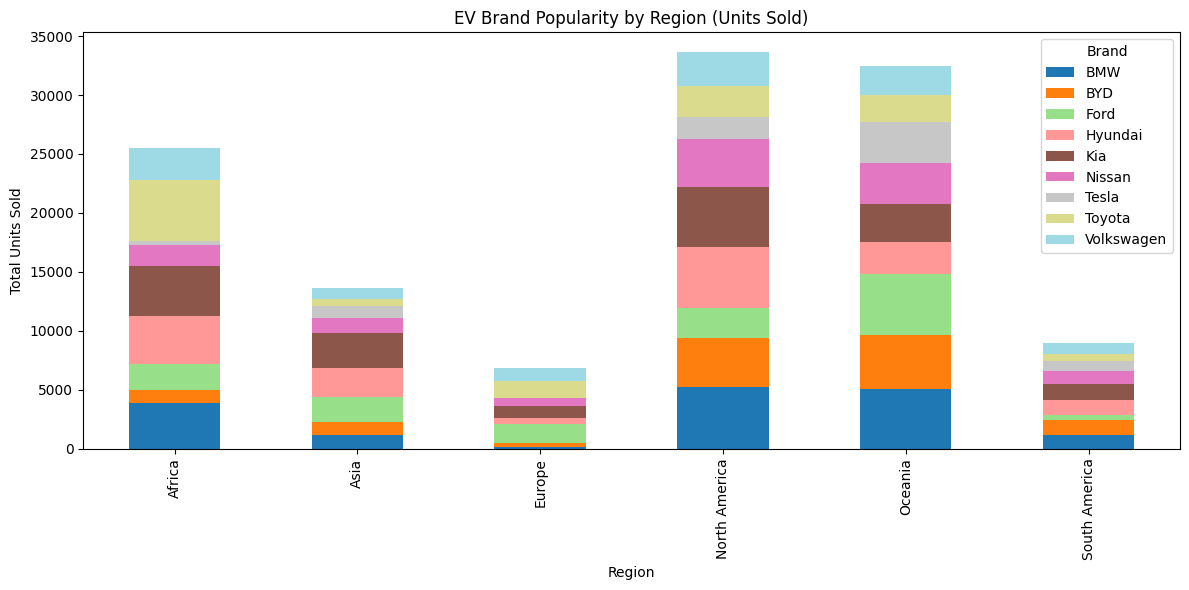 EV Brand Popularity by Region (Units Sold)
Total Units Sold
35000
30000
25000
20000
15000
10000
5000
0
Brand
BMW
BYD
Ford
Hyundai
Kia
Nissan
Tesla
Toyota
Volkswagen
Africa
Asia
Europe
North America
Oceania
South America
Region